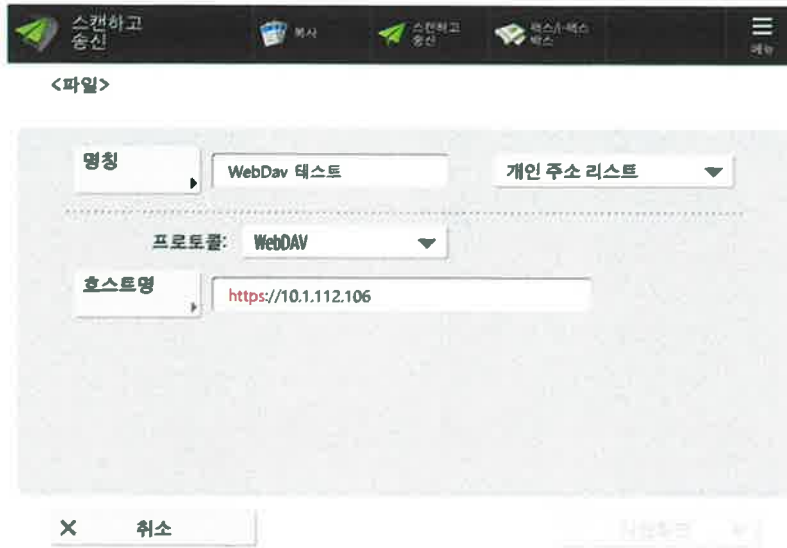 스캔하고
송신
복사
스캔하고
송신
팩스/I-팩스
박스
메뉴
<파일>
명칭
WebDav 테스트
개인 주소 리스트
프로토콜:
WebDAV
호스트명
https://10.1.112.106
× 취소